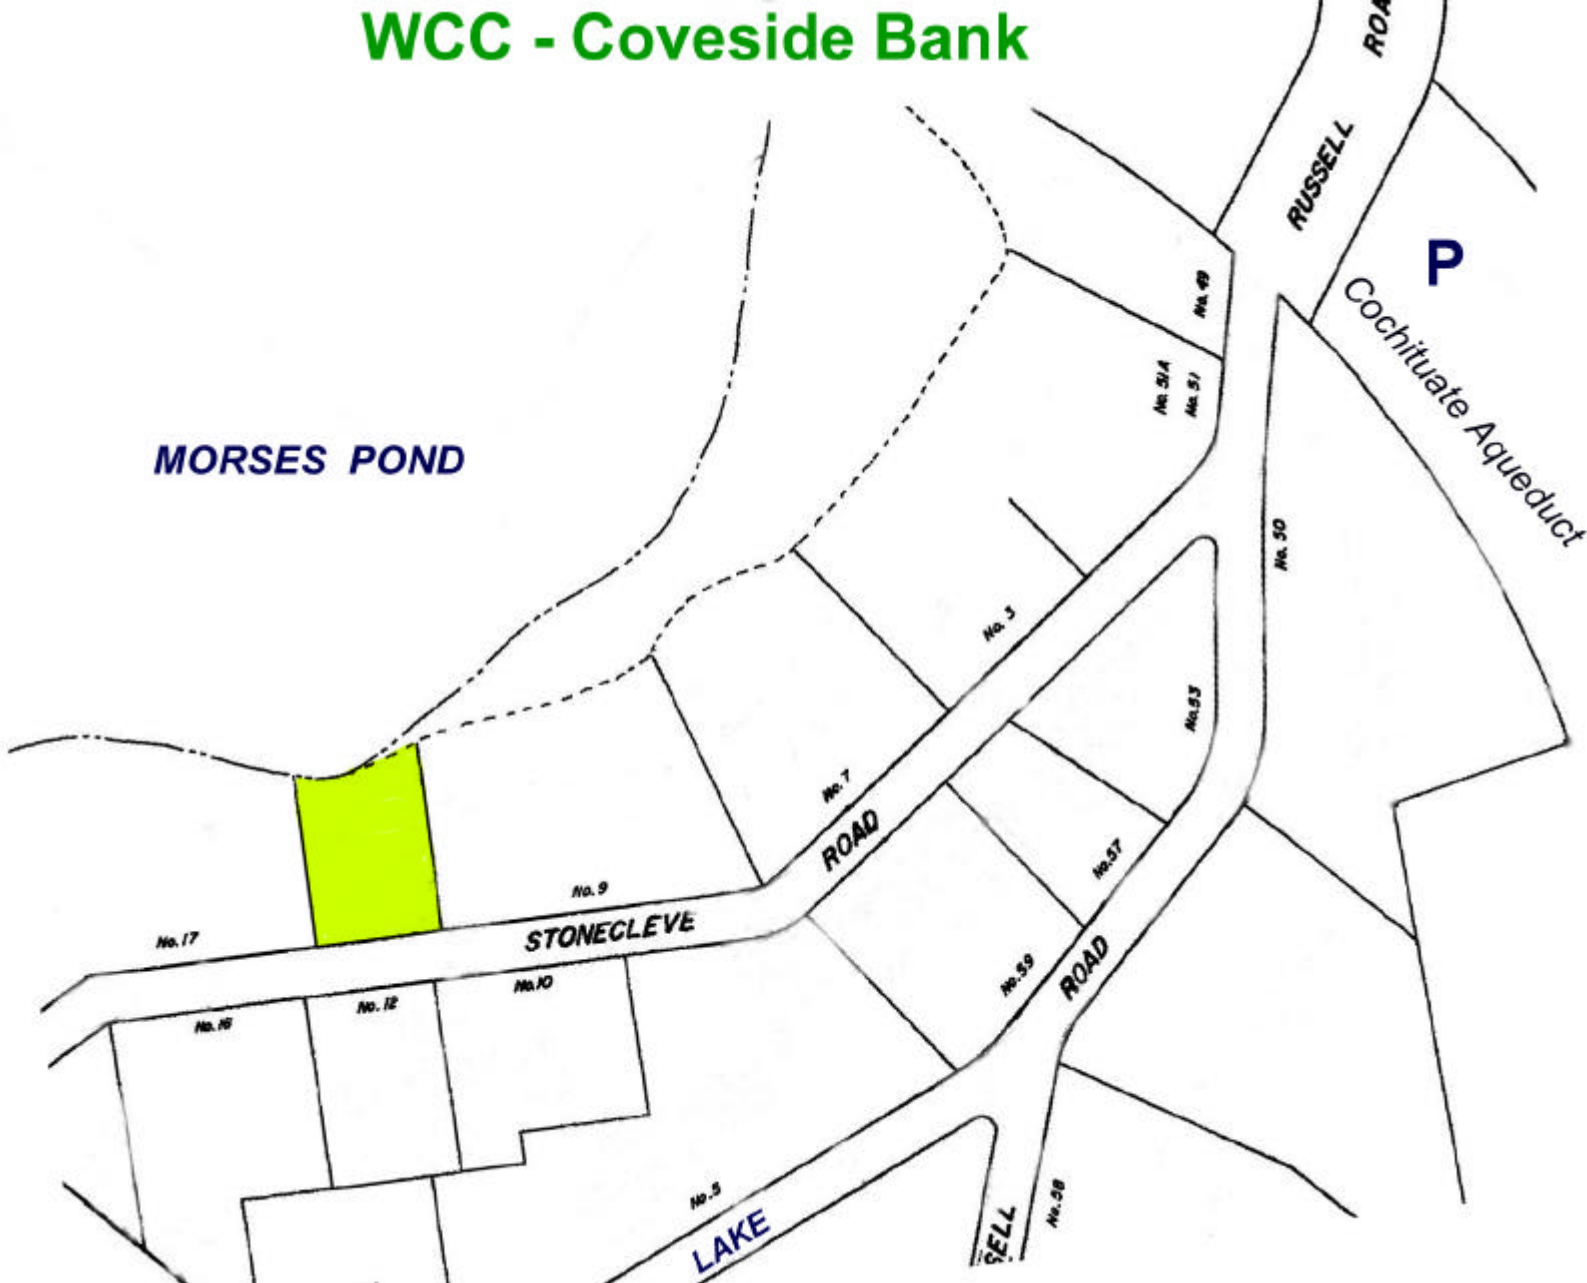 WCC - Coveside Bank
ROA
RUSSELL
P
No. 49
Cochituate Aqueduct
No. 51A
No. 51
MORSES POND
No. 50
No. 3
No. 53
No. 7
ROAD
No. 57
No. 9
STONECLEVE
No. 17
No. 59
ROAD
No. 10
No. 12
No. 16
No. 5
No. 58
LAKE
SELL